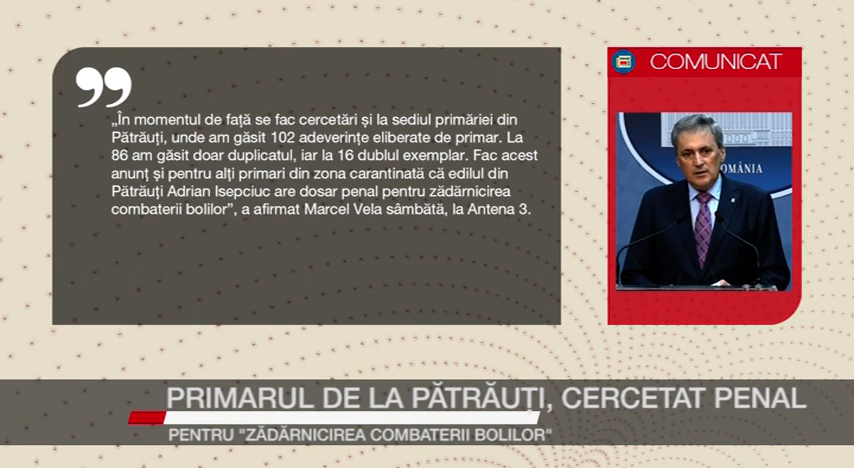 COMUNICAT
„În momentul de față se fac cercetări și la sediul primăriei din
Pătrăuți, unde am găsit 102 adeverințe eliberate de primar. La
86 am găsit doar duplicatul, iar la 16 dublul exemplar. Fac acest
anunț și pentru alți primari din zona carantinată că edilul din
Pătrăuți Adrian Isepciuc are dosar penal pentru zădărnicirea
combaterii bolilor”, a afirmat Marcel Vela sâmbătă, la Antena 3.
OMÂNIA
PRIMARUL DE LA PĂTRĂUȚI, CERCETAT PENAL
PENTRU "ZĂDĂRNICIREA COMBATERII BOLILOR"